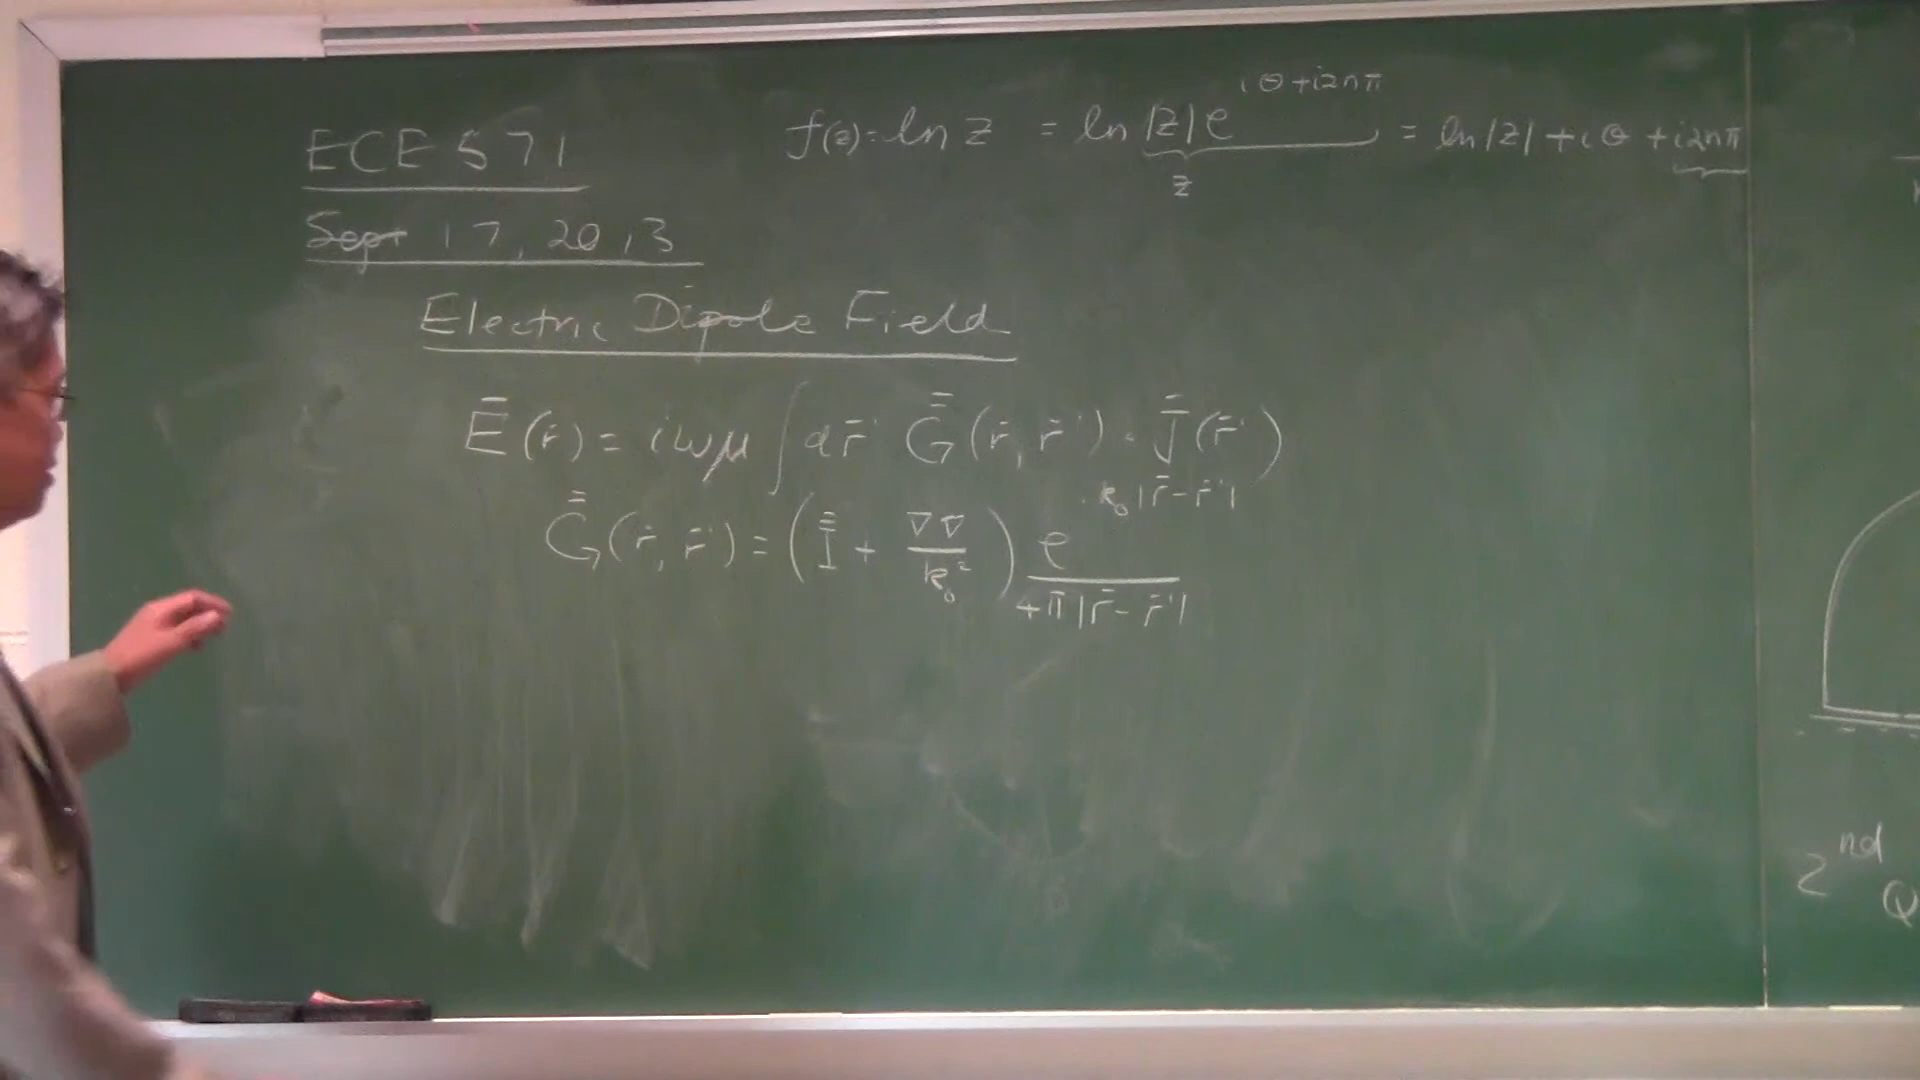 ECE 571
Sept 17, 2013
f(z) = ln z = ln |z| e^{iθ+i2nπ} = ln |z| + iθ + i2nπ
z
Electric Dipole Field
Ē(r̄) = iωμ ∫ dr̄' G̿(r̄, r̄') · J̄(r̄')
G̿(r̄, r̄') = (I̿ + ∇∇/k₀²) e^{ik₀|r̄-r̄'|} / 4π|r̄-r̄'|
2nd Q